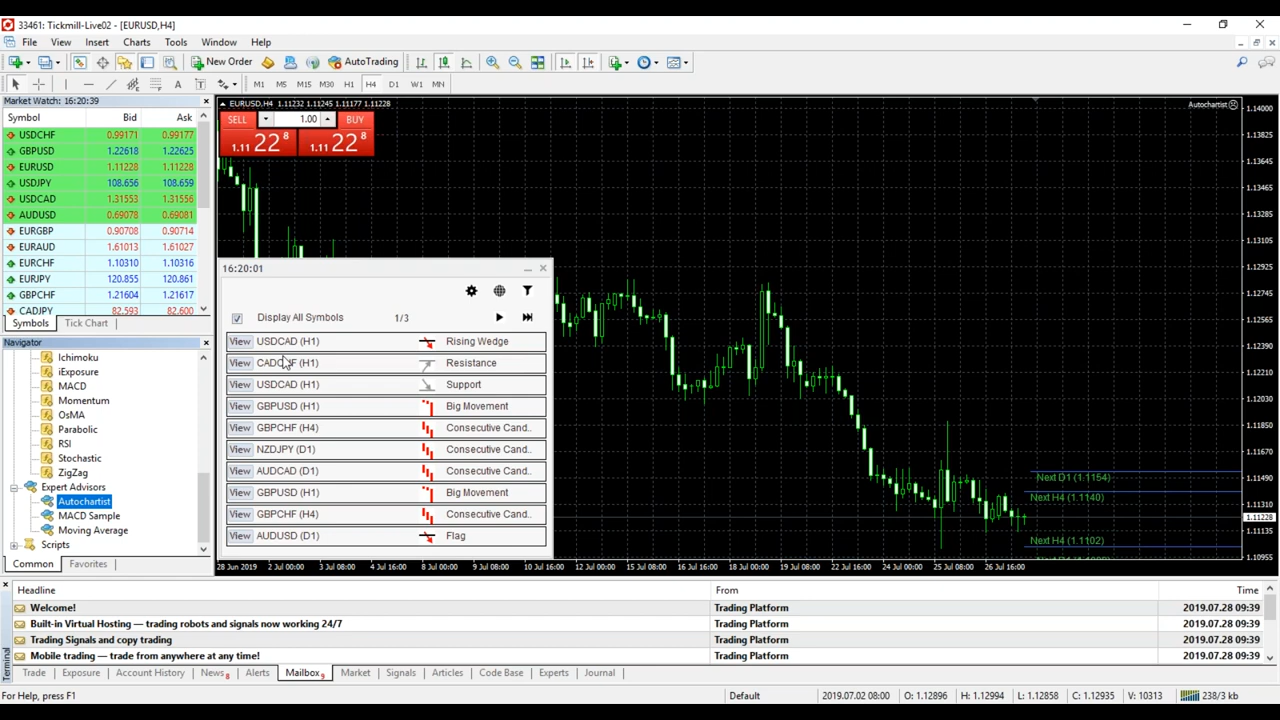 33461: Tickmill-Live02 - [EURUSD,H4]
File View Insert Charts Tools Window Help
New Order AutoTrading
M1 M5 M15 M30 H1 H4 D1 W1 MN
Market Watch: 16:20:39
Symbol Bid Ask
USDCHF 0.99171 0.99177
GBPUSD 1.22618 1.22625
EURUSD 1.11228 1.11228
USDJPY 108.656 108.659
USDCAD 1.31553 1.31556
AUDUSD 0.69078 0.69081
EURGBP 0.90708 0.90714
EURAUD 1.61013 1.61027
EURCHF 1.10310 1.10316
EURJPY 120.855 120.861
GBPCHF 1.21604 1.21617
CADJPY 82.593 82.600
Symbols Tick Chart
Navigator
Ichimoku
iExposure
MACD
Momentum
OsMA
Parabolic
RSI
Stochastic
ZigZag
Expert Advisors
Autochartist
MACD Sample
Moving Average
Scripts
Common Favorites
EURUSD,H4 1.11232 1.11245 1.11177 1.11228
Autochartist
SELL 1.00 BUY
1.11 22 8 1.11 22 8
16:20:01
Display All Symbols 1/3
View USDCAD (H1) Rising Wedge
View CADCHF (H1) Resistance
View USDCAD (H1) Support
View GBPUSD (H1) Big Movement
View GBPCHF (H4) Consecutive Cand..
View NZDJPY (D1) Consecutive Cand..
View AUDCAD (D1) Consecutive Cand..
View GBPUSD (H1) Big Movement
View GBPCHF (H4) Consecutive Cand..
View AUDUSD (D1) Flag
Next D1 (1.1154)
Next H4 (1.1140)
Next H4 (1.1102)
1.14000
1.13825
1.13645
1.13465
1.13285
1.13105
1.12925
1.12745
1.12565
1.12390
1.12210
1.12030
1.11850
1.11670
1.11490
1.11310
1.11228
1.11135
1.10955
28 Jun 2019 2 Jul 00:00 3 Jul 08:00 4 Jul 16:00 8 Jul 00:00 9 Jul 08:00 10 Jul 16:00 12 Jul 00:00 15 Jul 08:00 16 Jul 16:00 18 Jul 00:00 19 Jul 08:00 22 Jul 16:00 24 Jul 00:00 25 Jul 08:00 26 Jul 16:00
Headline From Time
Welcome! Trading Platform 2019.07.28 09:39
Built-in Virtual Hosting — trading robots and signals now working 24/7 Trading Platform 2019.07.28 09:39
Trading Signals and copy trading Trading Platform 2019.07.28 09:39
Mobile trading — trade from anywhere at any time! Trading Platform 2019.07.28 09:39
Terminal
Trade Exposure Account History News 8 Alerts Mailbox 9 Market Signals Articles Code Base Experts Journal
For Help, press F1 Default 2019.07.02 08:00 O: 1.12896 H: 1.12994 L: 1.12858 C: 1.12935 V: 10313 238/3 kb